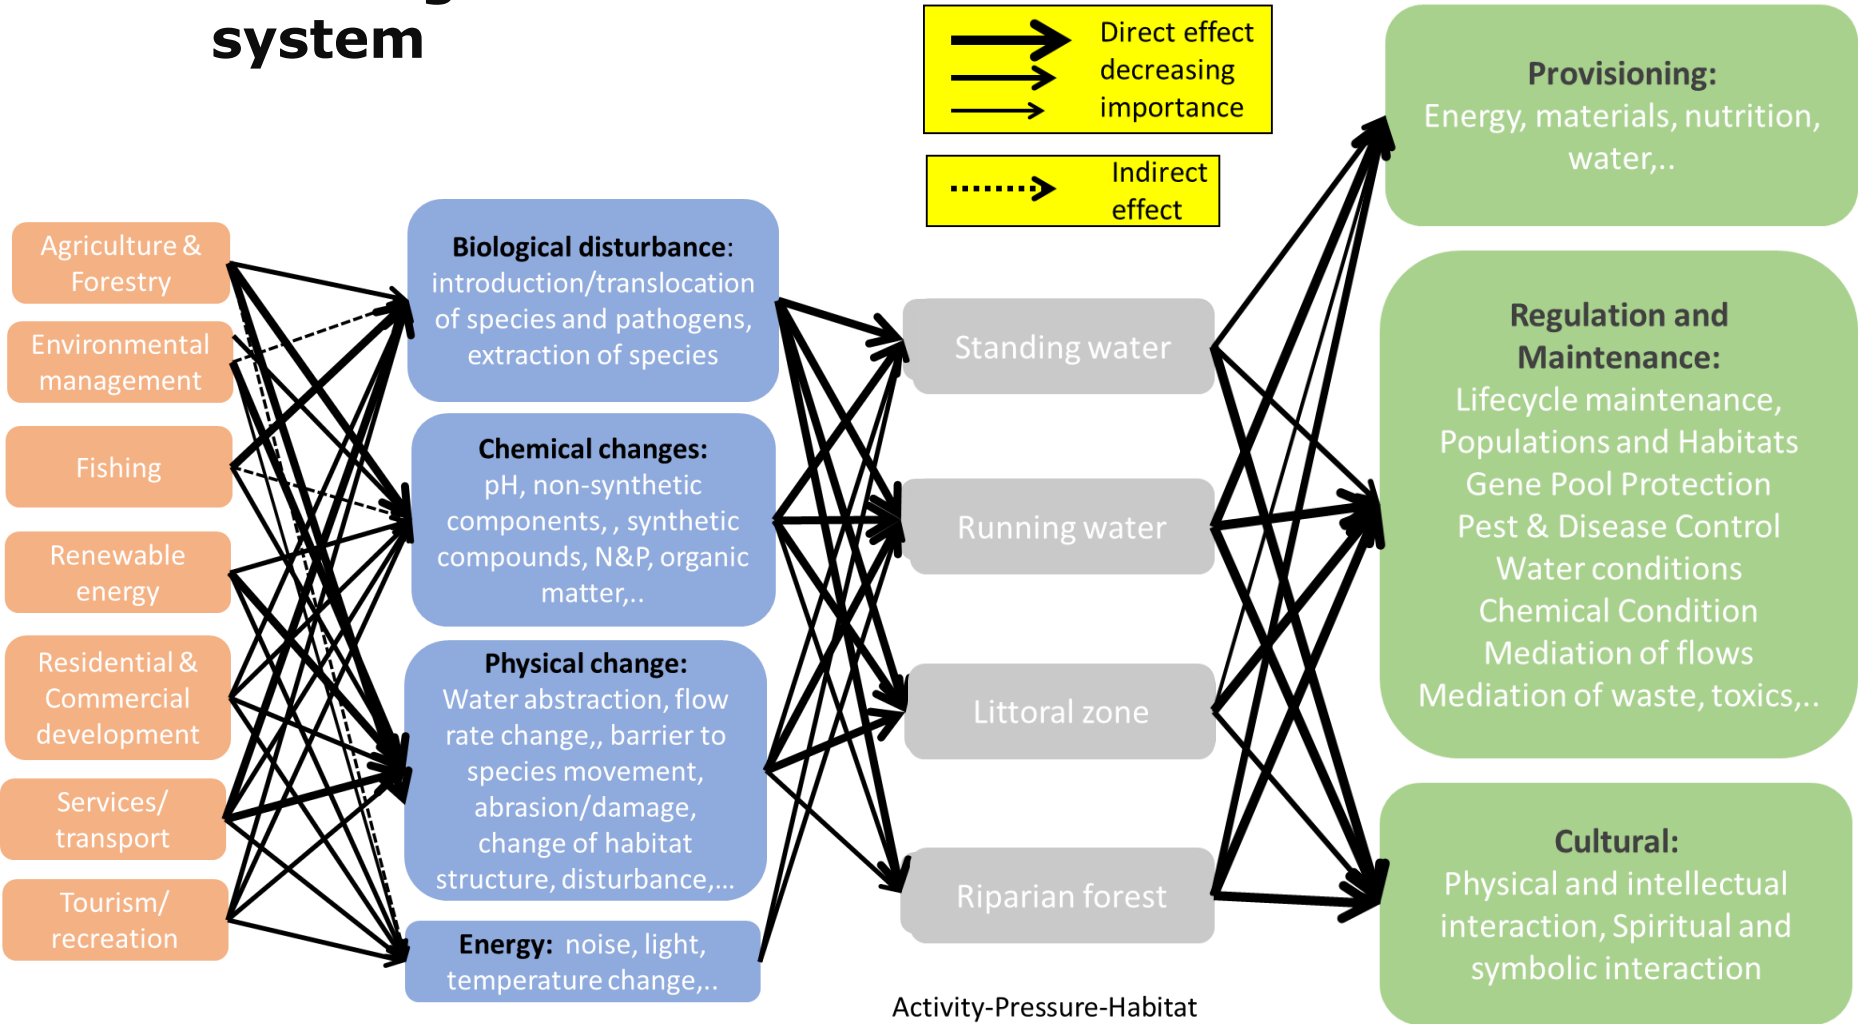 system
Direct effect
decreasing
importance
Indirect
effect
Agriculture &
Forestry
Environmental
management
Fishing
Renewable
energy
Residential &
Commercial
development
Services/
transport
Tourism/
recreation
Biological disturbance:
introduction/translocation
of species and pathogens,
extraction of species
Chemical changes:
pH, non-synthetic
components, , synthetic
compounds, N&P, organic
matter,..
Physical change:
Water abstraction, flow
rate change,, barrier to
species movement,
abrasion/damage,
change of habitat
structure, disturbance,...
Energy: noise, light,
temperature change,..
Standing water
Running water
Littoral zone
Riparian forest
Activity-Pressure-Habitat
Provisioning:
Energy, materials, nutrition,
water,..
Regulation and
Maintenance:
Lifecycle maintenance,
Populations and Habitats
Gene Pool Protection
Pest & Disease Control
Water conditions
Chemical Condition
Mediation of flows
Mediation of waste, toxics,..
Cultural:
Physical and intellectual
interaction, Spiritual and
symbolic interaction